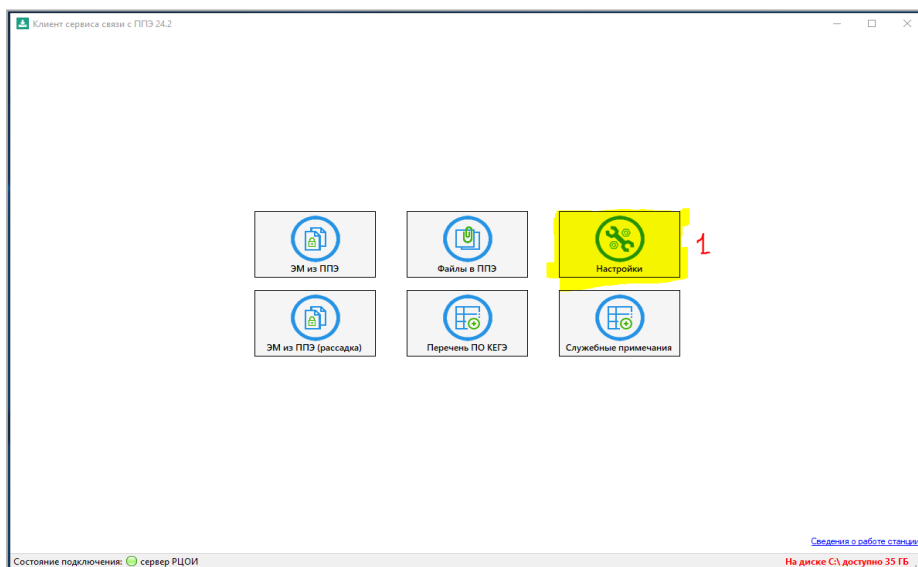 Клиент сервиса связи с ППЭ 24.2
ЭМ из ППЭ
Файлы в ППЭ
Настройки
1
ЭМ из ППЭ (рассадка)
Перечень ПО КЕГЭ
Служебные примечания
Сведения о работе станции
Состояние подключения: сервер РЦОИ
На диске C:\ доступно 35 ГБ